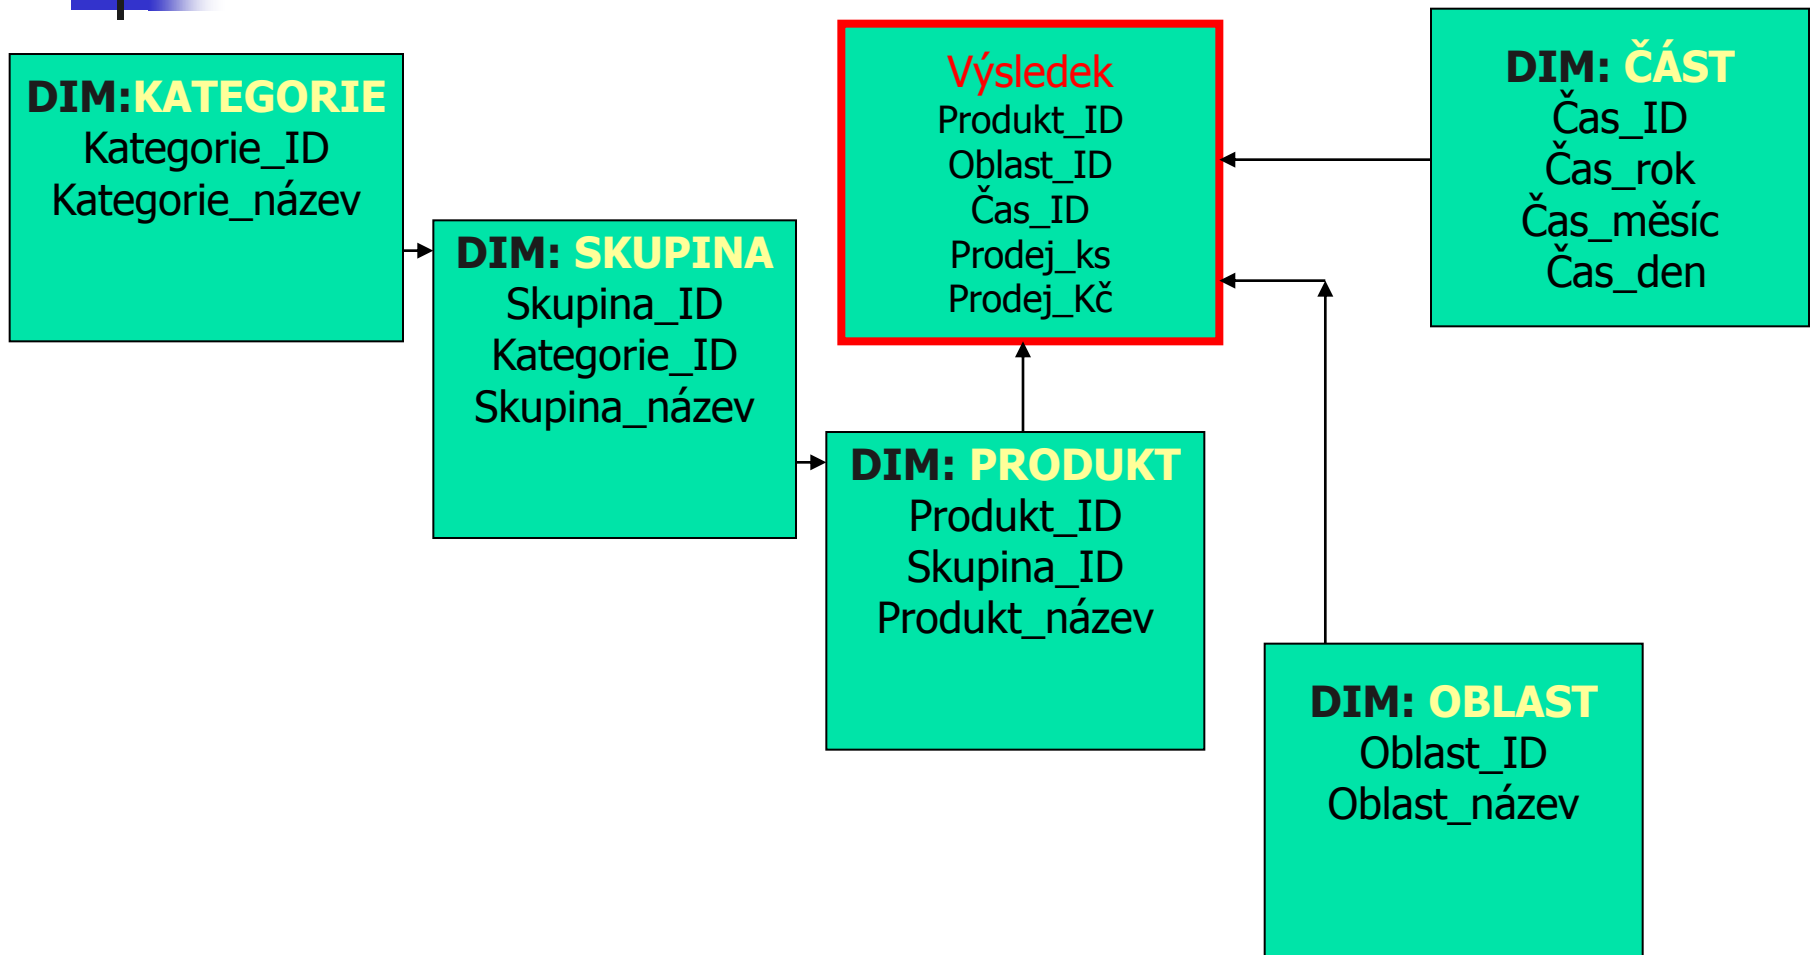 DIM:KATEGORIE
Kategorie_ID
Kategorie_název
DIM: SKUPINA
Skupina_ID
Kategorie_ID
Skupina_název
Výsledek
Produkt_ID
Oblast_ID
Čas_ID
Prodej_ks
Prodej_Kč
DIM: PRODUKT
Produkt_ID
Skupina_ID
Produkt_název
DIM: ČÁST
Čas_ID
Čas_rok
Čas_měsíc
Čas_den
DIM: OBLAST
Oblast_ID
Oblast_název